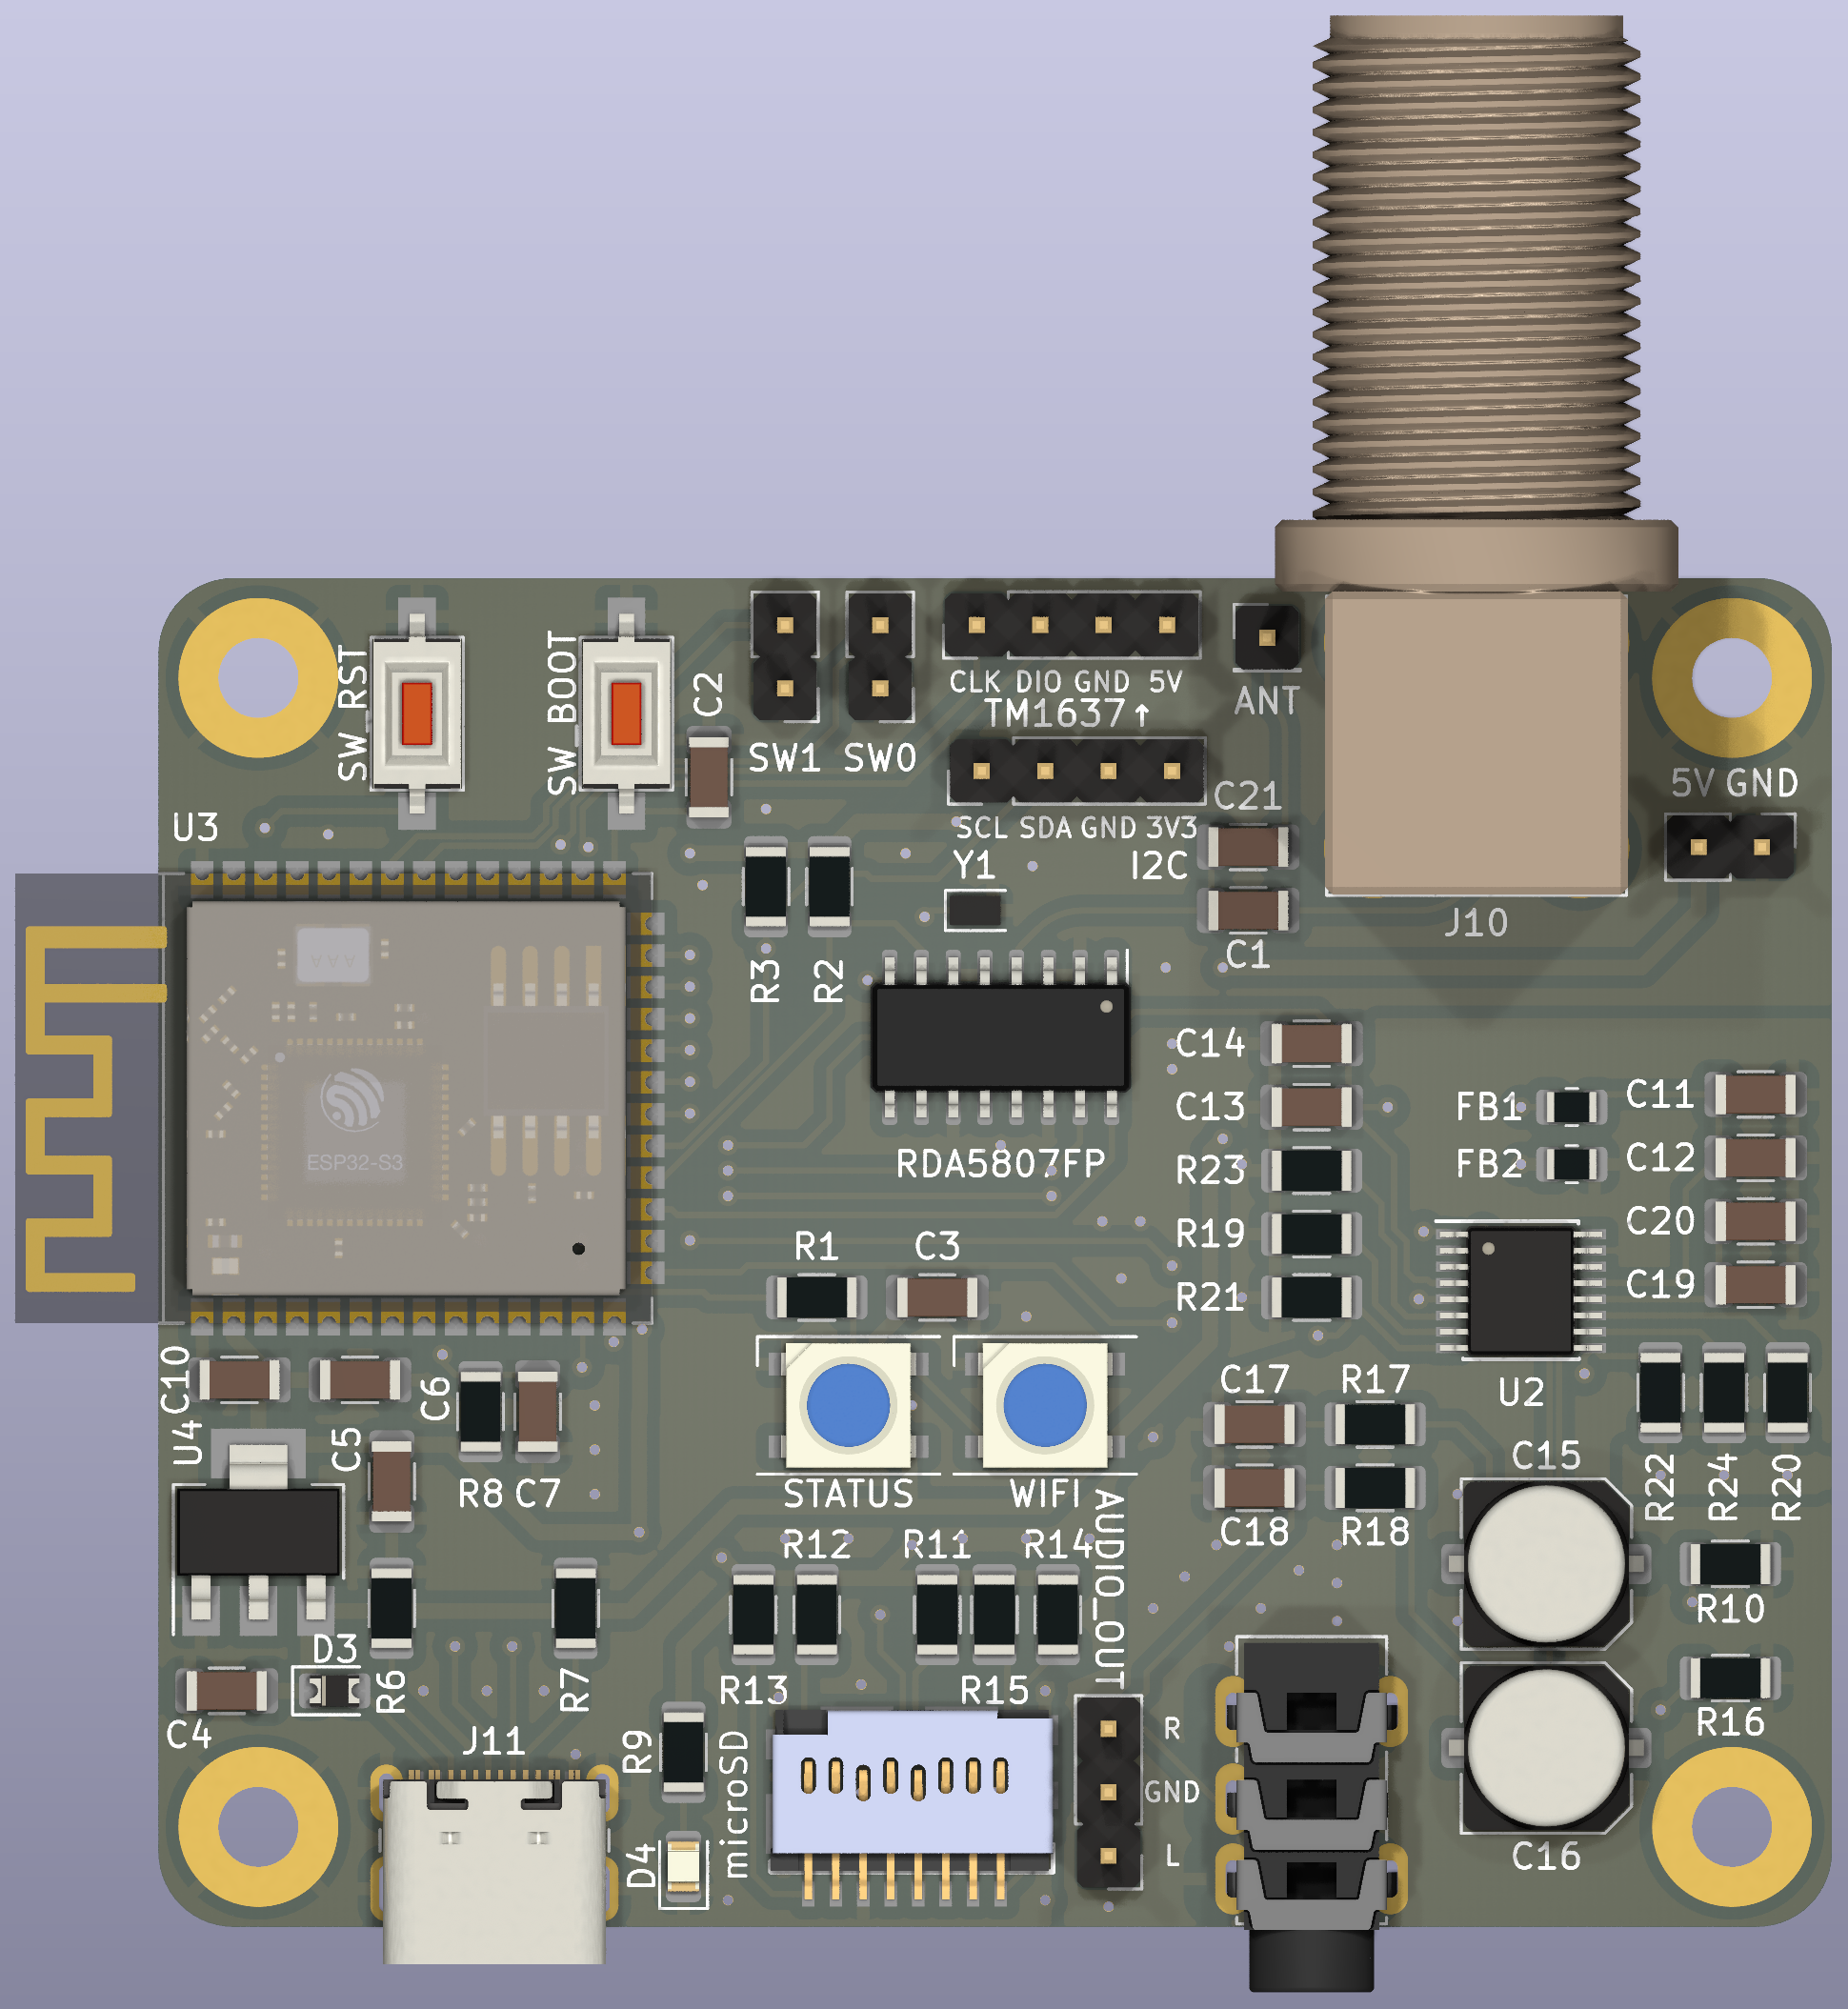 SW_RST
SW_BOOT
C2
SW1
SW0
CLK DIO GND 5V
TM1637↑
ANT
SCL SDA GND 3V3
I2C
Y1
C21
C1
J10
5V GND
U3
R3
R2
ESP32-S3
RDA5807FP
C14
C13
R23
R19
R21
FB1
FB2
C11
C12
C20
C19
R1
C3
C10
U4
C5
C6
R8
C7
STATUS
WIFI
C17
R17
C18
R18
U2
C15
R22
R24
R20
R12
R11
R14
AUDIO_OUT
R10
D3
R6
R7
R13
R15
C4
J11
R9
microSD
D4
R
GND
L
R16
C16